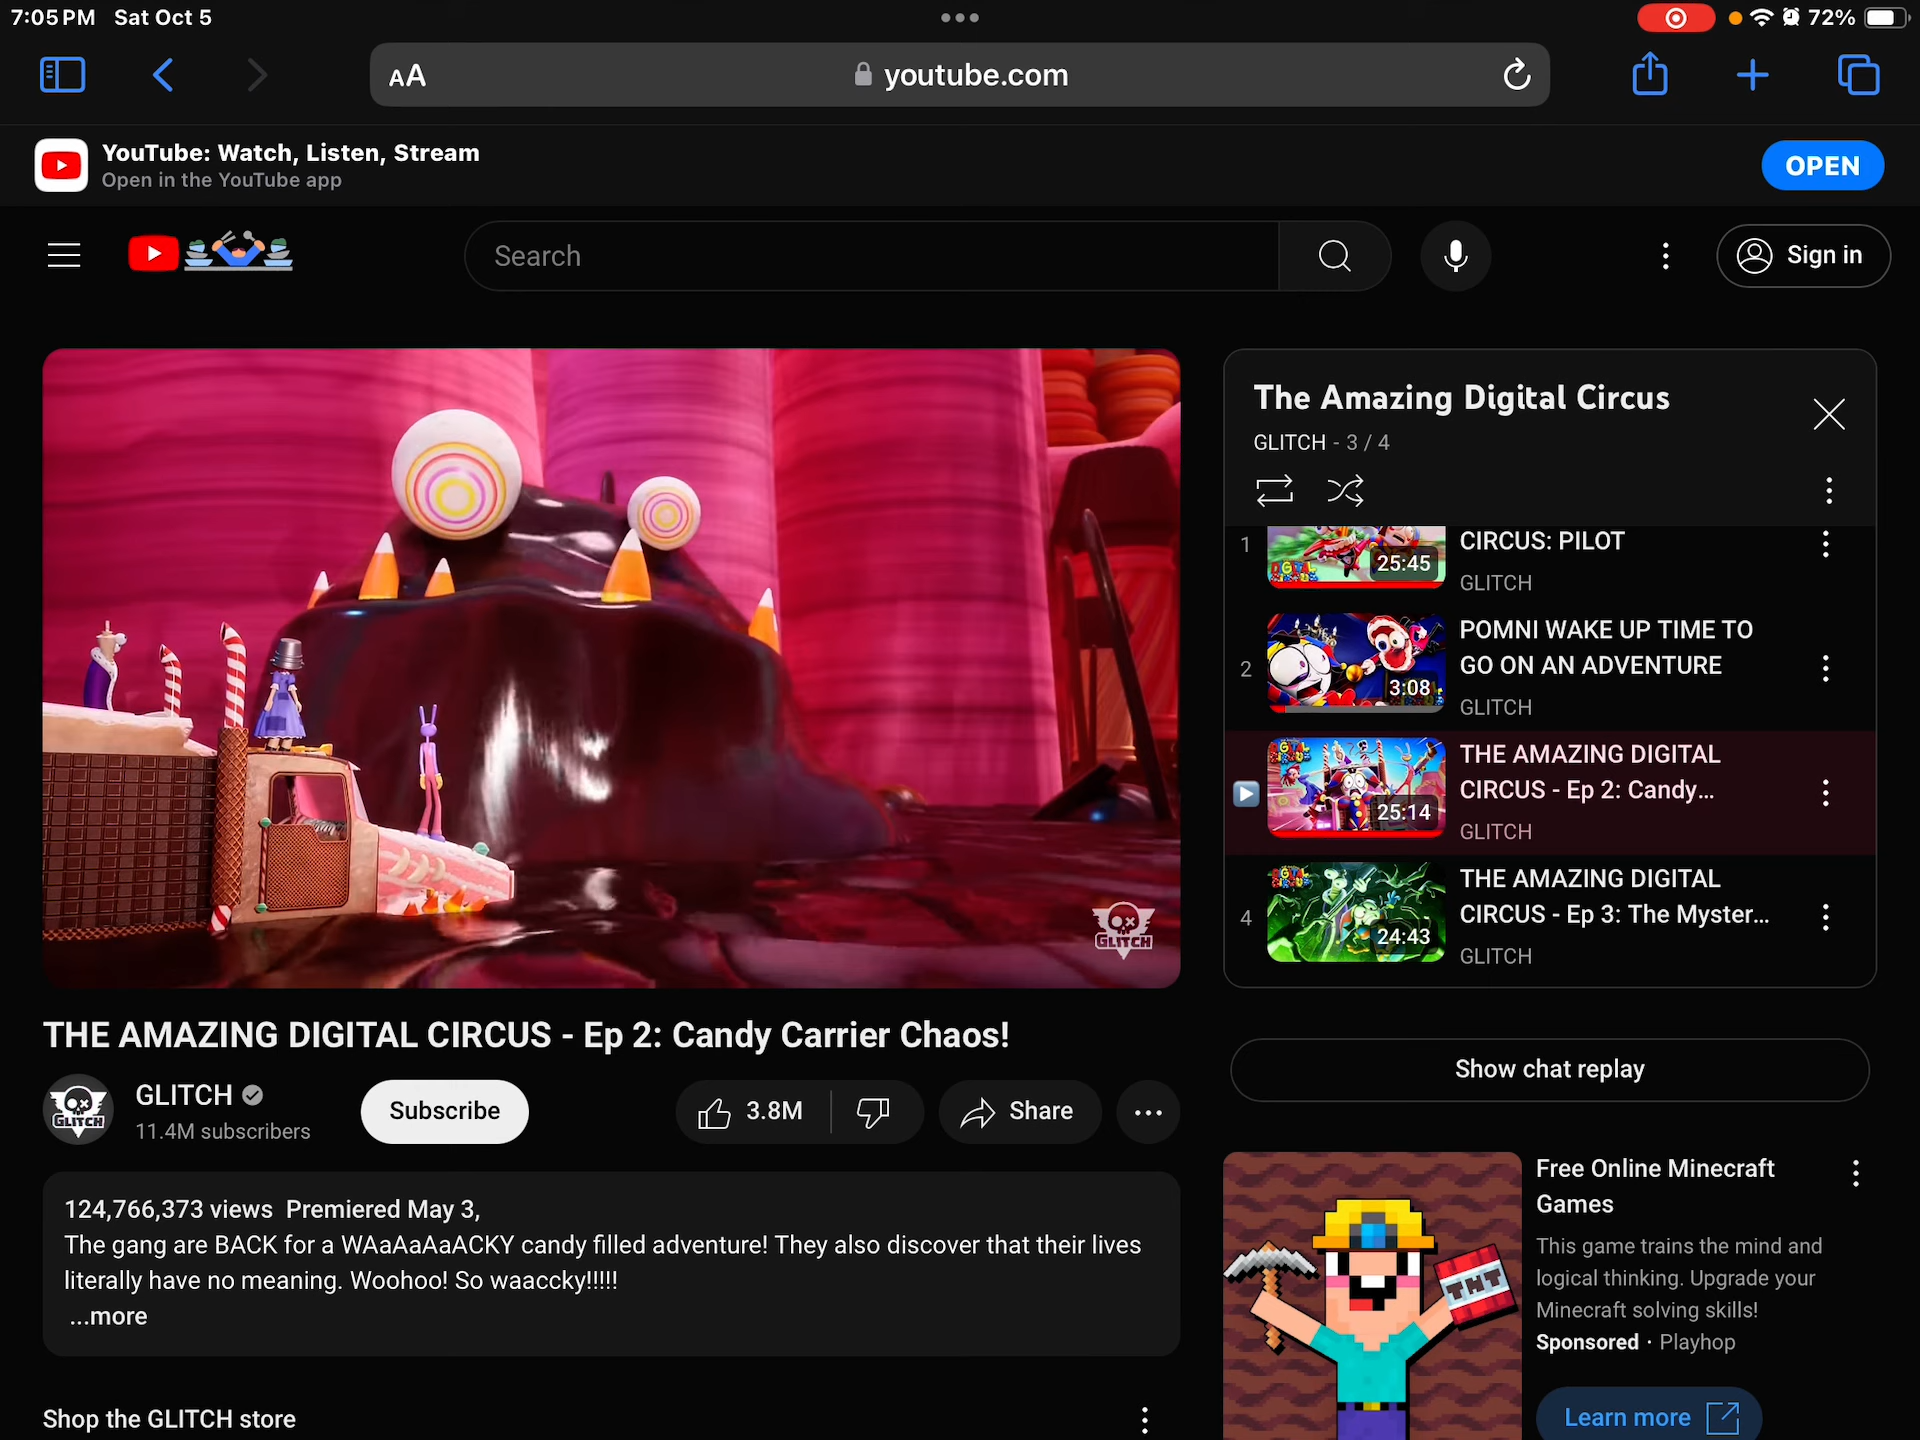 7:05 PM Sat Oct 5
72%
AA
youtube.com
YouTube: Watch, Listen, Stream
Open in the YouTube app
OPEN
Search
Sign in
GLITCH
THE AMAZING DIGITAL CIRCUS - Ep 2: Candy Carrier Chaos!
GLITCH
GLITCH
11.4M subscribers
Subscribe
3.8M
Share
124,766,373 views Premiered May 3,
The gang are BACK for a WAaAaAaACKY candy filled adventure! They also discover that their lives
literally have no meaning. Woohoo! So waaccky!!!!!
...more
Shop the GLITCH store
The Amazing Digital Circus
GLITCH - 3 / 4
1
25:45
CIRCUS: PILOT
GLITCH
2
3:08
POMNI WAKE UP TIME TO
GO ON AN ADVENTURE
GLITCH
25:14
THE AMAZING DIGITAL
CIRCUS - Ep 2: Candy...
GLITCH
4
24:43
THE AMAZING DIGITAL
CIRCUS - Ep 3: The Myster...
GLITCH
Show chat replay
TNT
Free Online Minecraft
Games
This game trains the mind and
logical thinking. Upgrade your
Minecraft solving skills!
Sponsored · Playhop
Learn more